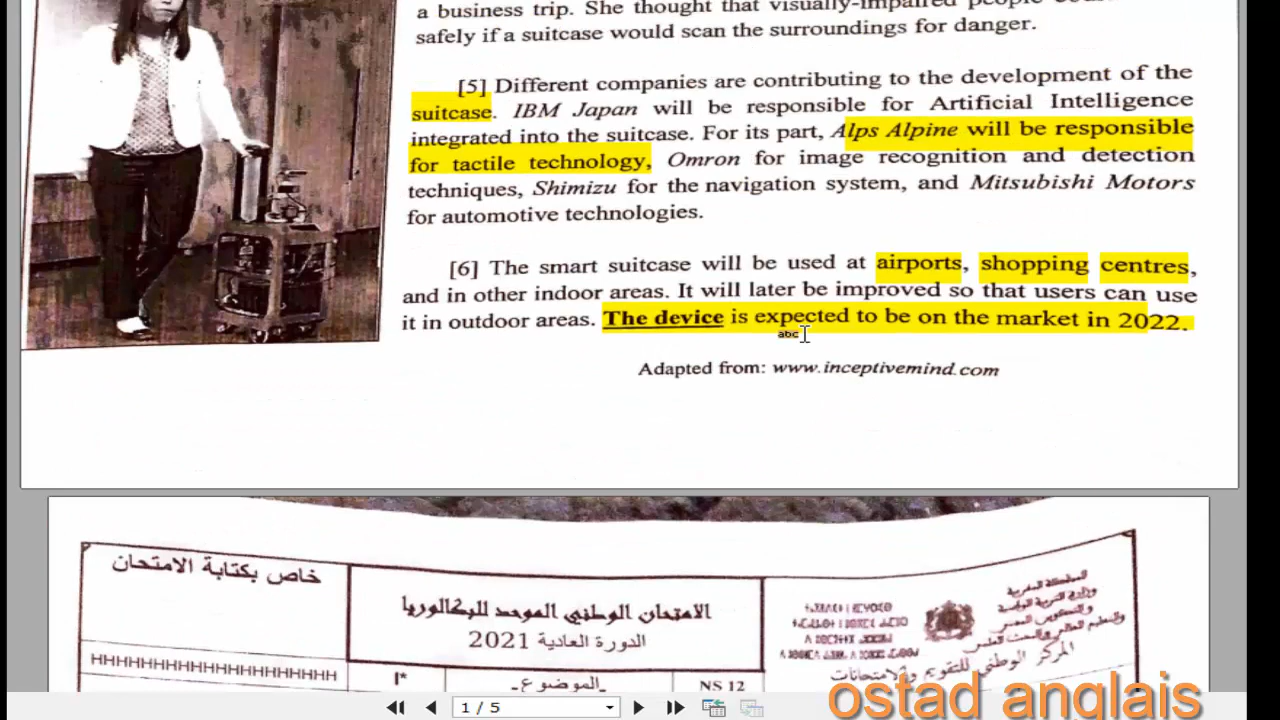 a business trip. She thought that visually-impaired people
safely if a suitcase would scan the surroundings for danger.
[5] Different companies are contributing to the development of the
suitcase. IBM Japan will be responsible for Artificial Intelligence
integrated into the suitcase. For its part, Alps Alpine will be responsible
for tactile technology, Omron for image recognition and detection
techniques, Shimizu for the navigation system, and Mitsubishi Motors
for automotive technologies.
[6] The smart suitcase will be used at airports, shopping centres,
and in other indoor areas. It will later be improved so that users can use
it in outdoor areas. The device is expected to be on the market in 2022.
abc
Adapted from: www.inceptivemind.com
خاص بكتابة الامتحان
الامتحان الوطني الموحد للبكالوريا
الدورة العادية 2021
المملكة المغربية
وزارة التربية الوطنية
المركز الوطني للتقويم والامتحانات
HHHHHHHHHHHHHHHHHHHH
I*
-الموضوع-
NS 12
1 / 5
ostad anglais